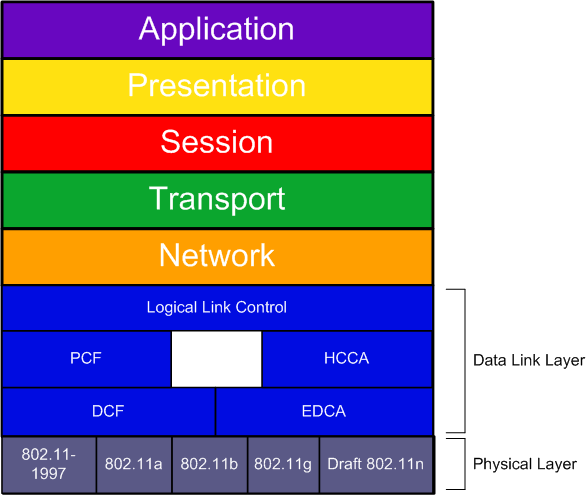 Application
Presentation
Session
Transport
Network
Logical Link Control
PCF
HCCA
Data Link Layer
DCF
EDCA
802.11-
1997
802.11a
802.11b
802.11g
Draft 802.11n
Physical Layer